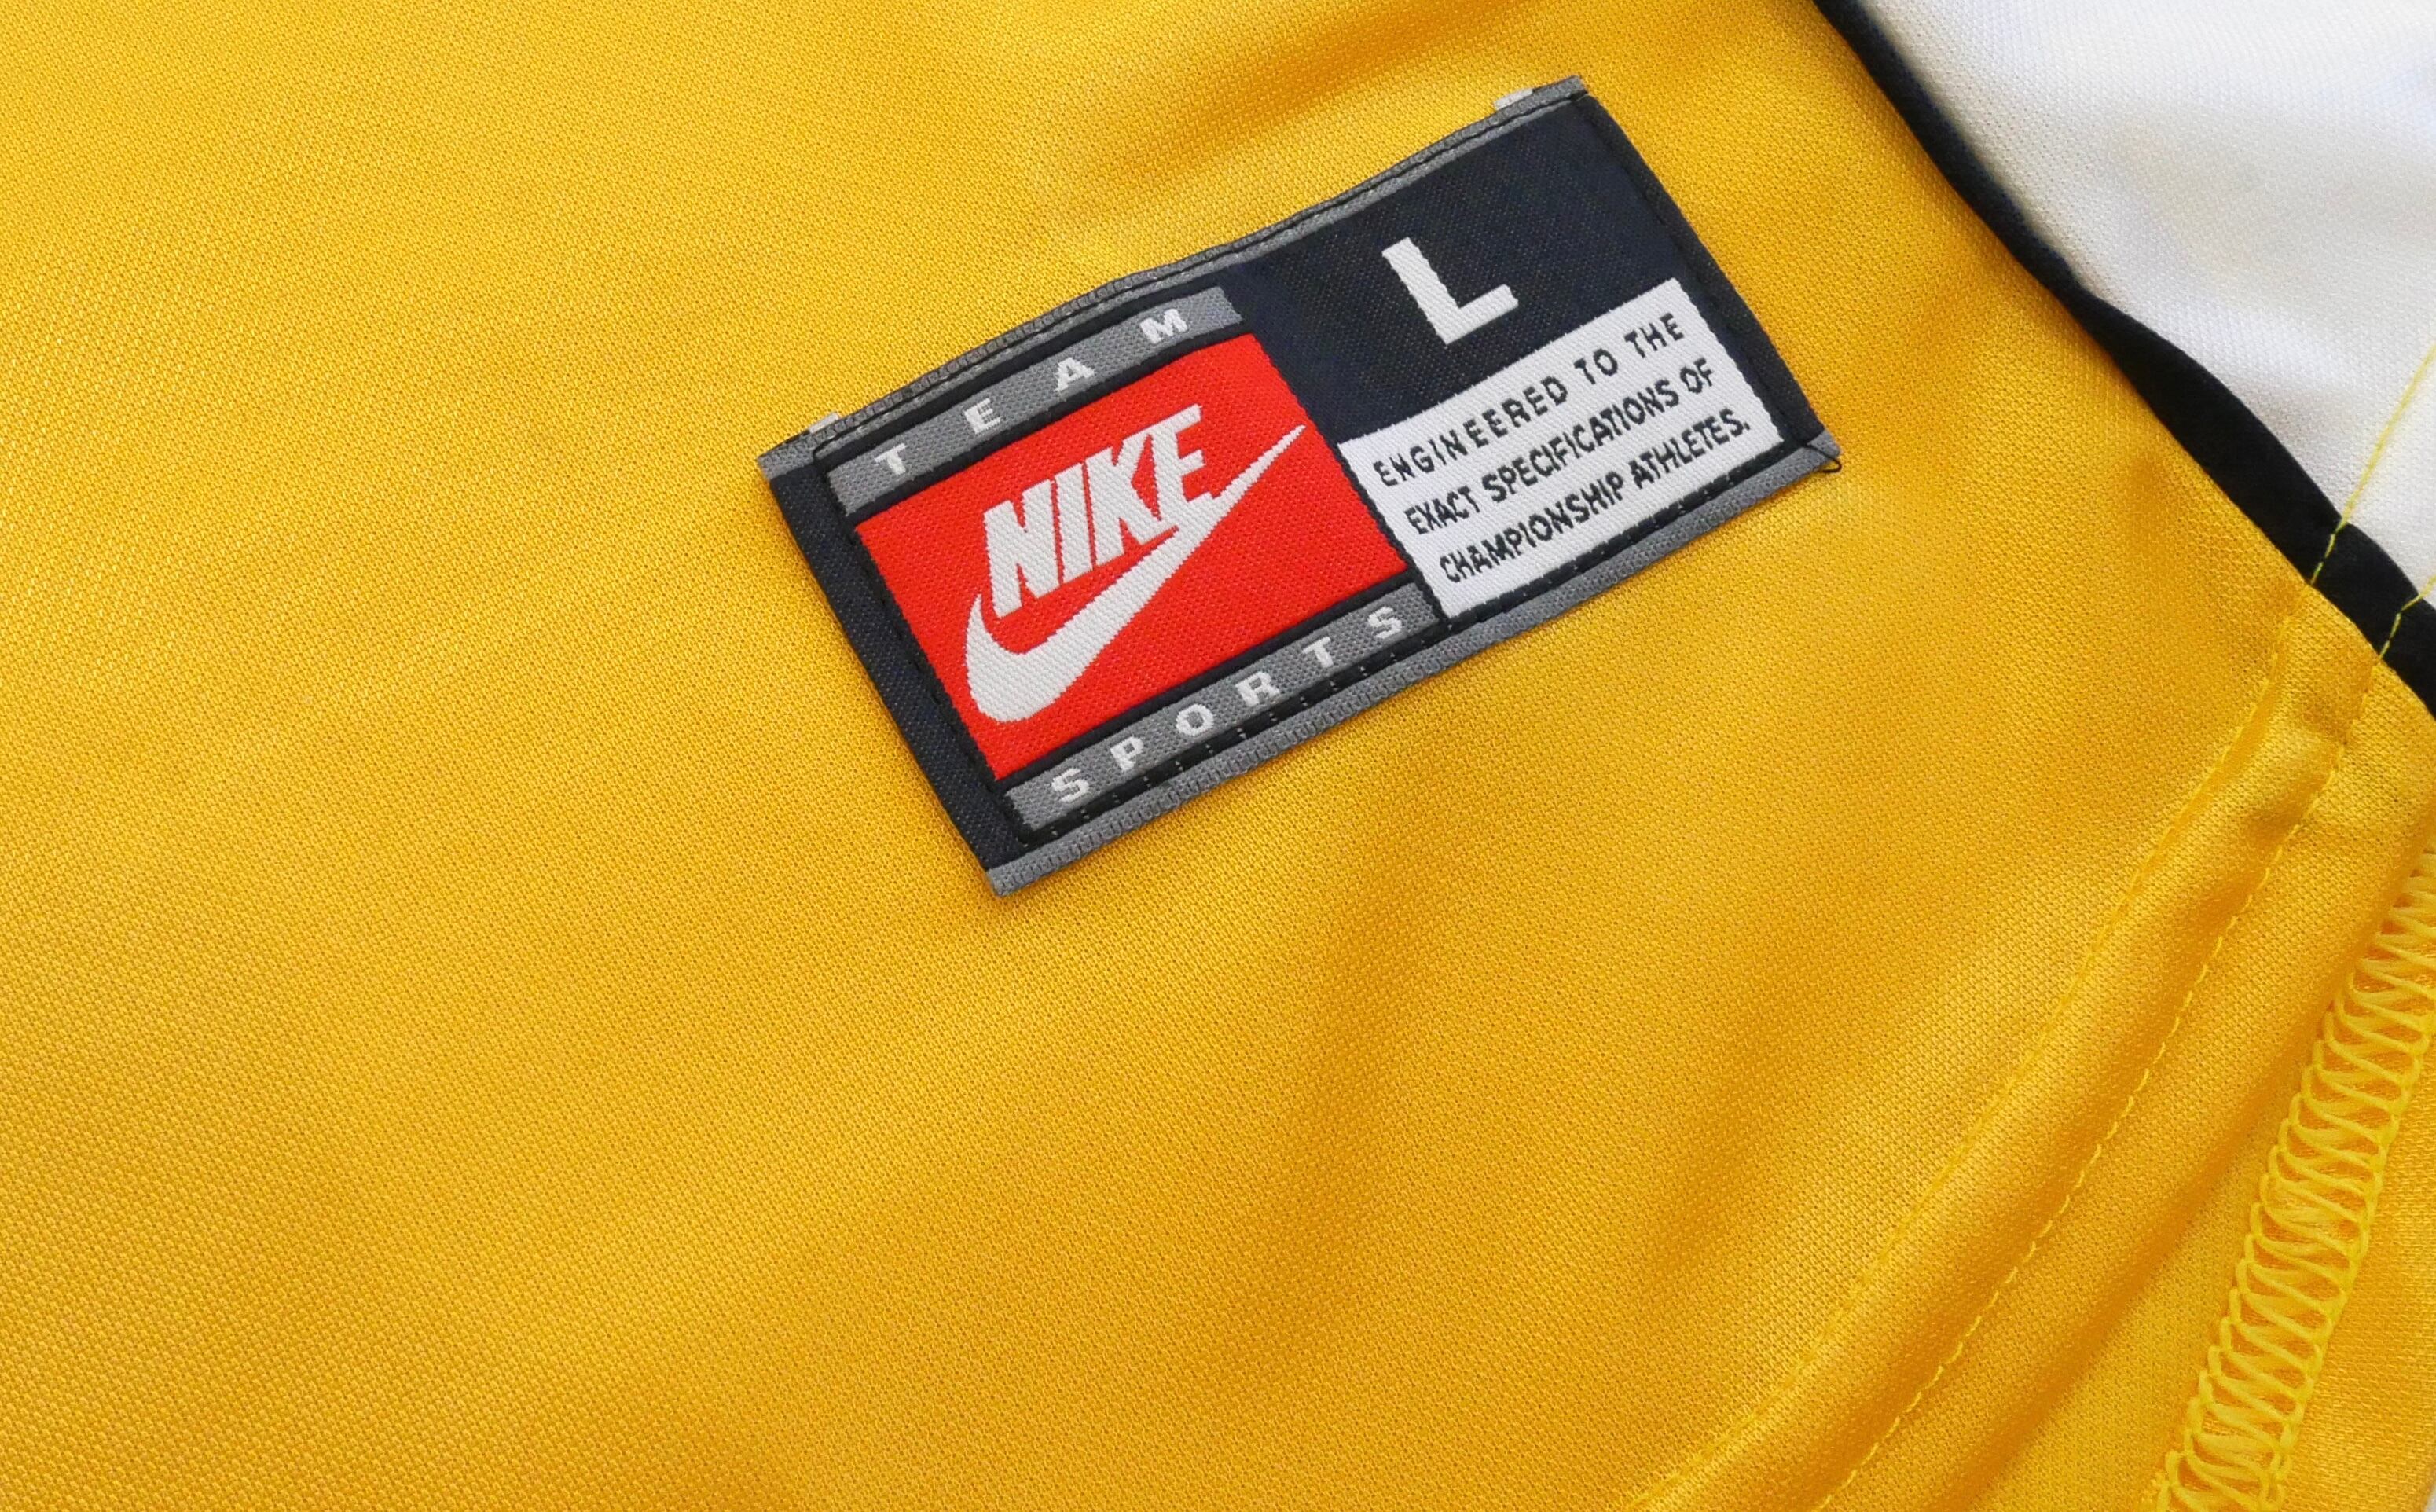 TEAM
NIKE
SPORTS
L
ENGINEERED TO THE
EXACT SPECIFICATIONS OF
CHAMPIONSHIP ATHLETES.